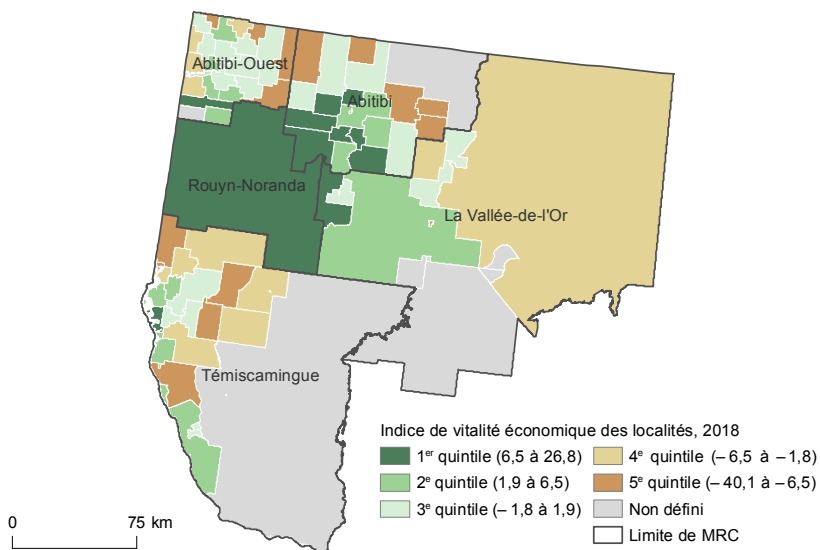 Abitibi-Ouest
Abitibi
Rouyn-Noranda
La Vallée-de-l'Or
Témiscamingue
Indice de vitalité économique des localités, 2018
1er quintile (6,5 à 26,8)
2e quintile (1,9 à 6,5)
3e quintile (– 1,8 à 1,9)
4e quintile (– 6,5 à – 1,8)
5e quintile (– 40,1 à – 6,5)
Non défini
Limite de MRC
0 75 km